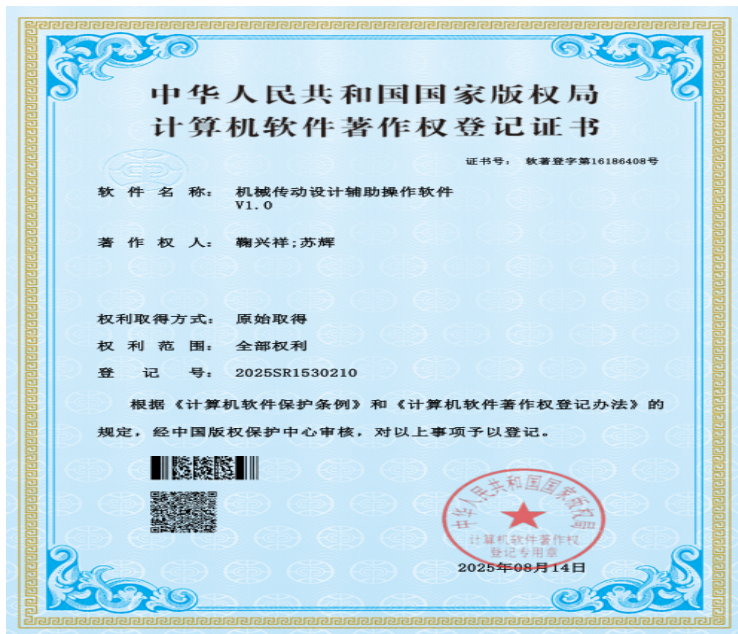 中华人民共和国国家版权局
计算机软件著作权登记证书
证书号： 软著登字第16186408号
软件名称： 机械传动设计辅助操作软件
V1.0
著作权人： 鞠兴祥;苏辉
权利取得方式： 原始取得
权利范围： 全部权利
登记号： 2025SR1530210
根据《计算机软件保护条例》和《计算机软件著作权登记办法》的
规定，经中国版权保护中心审核，对以上事项予以登记。
中华人民共和国国家版权局
计算机软件著作权
登记专用章
2025年08月14日